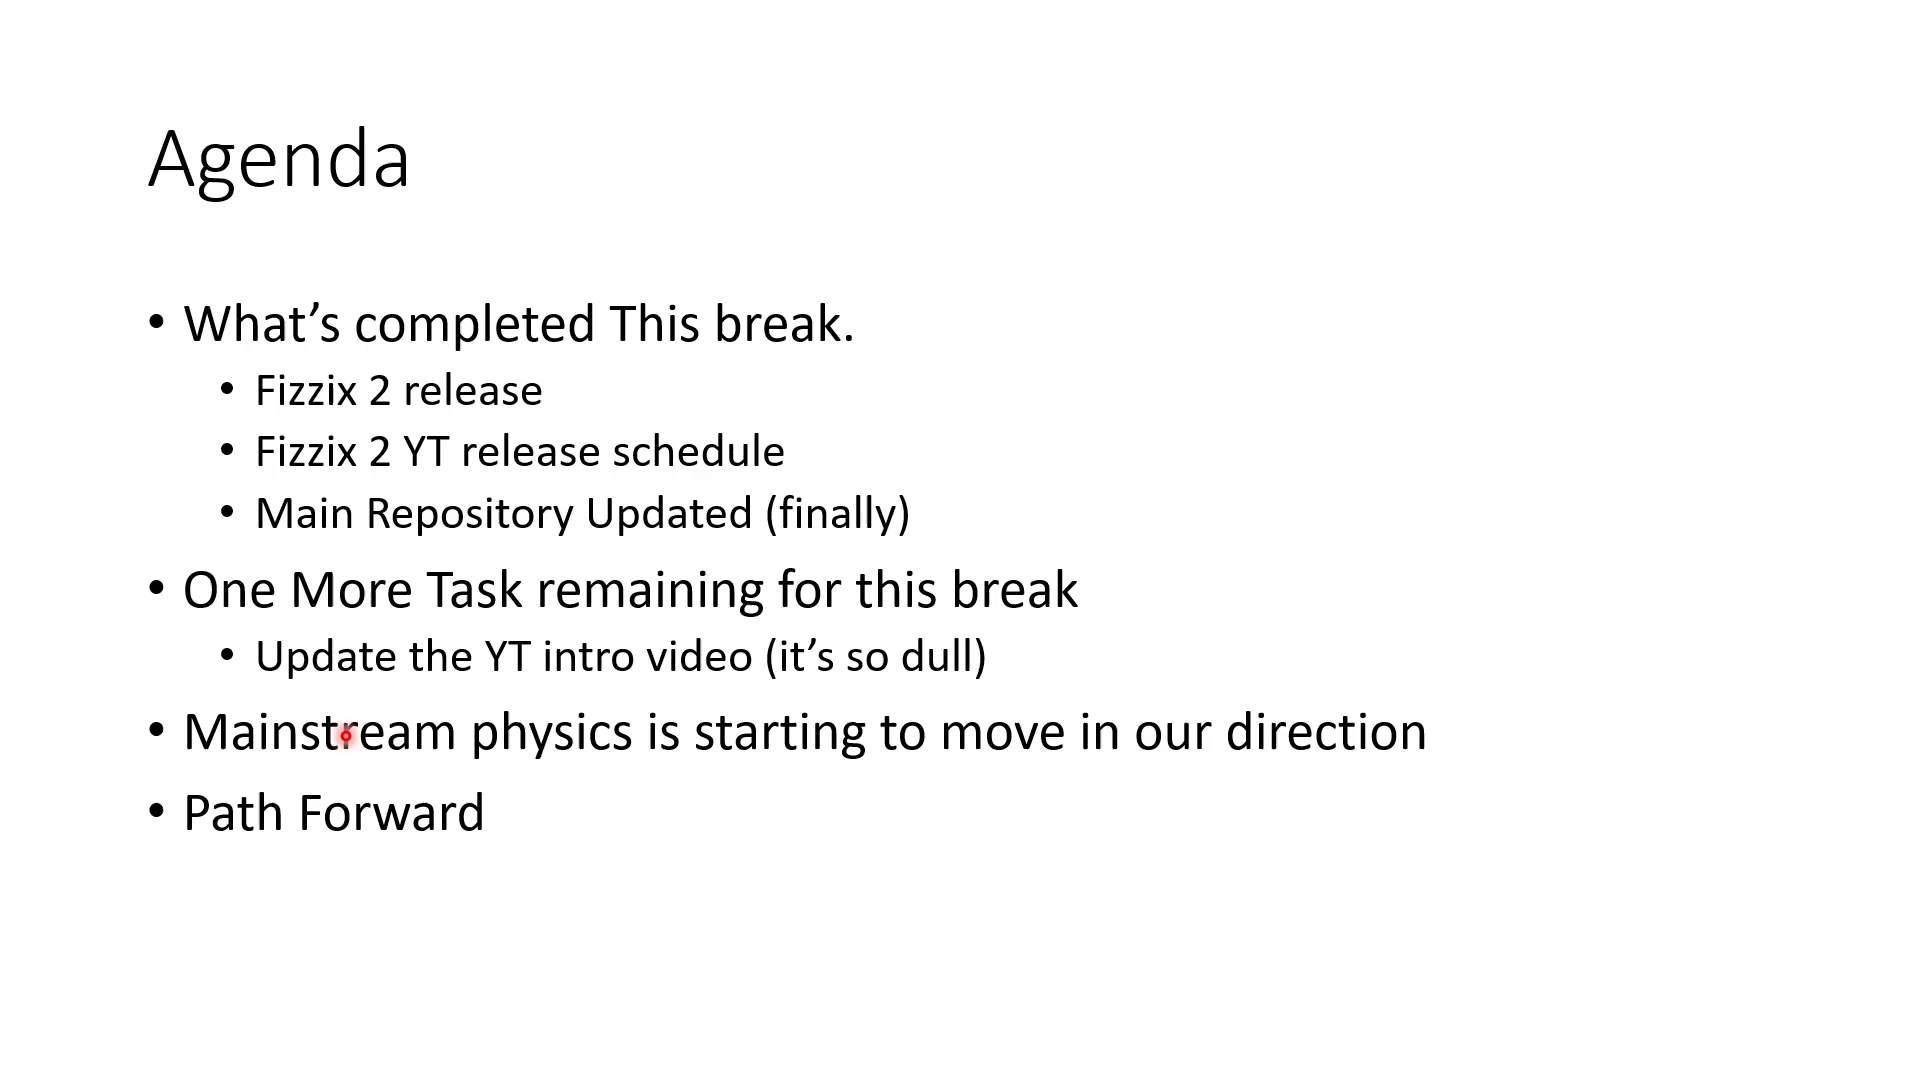 Agenda
• What’s completed This break.
• Fizzix 2 release
• Fizzix 2 YT release schedule
• Main Repository Updated (finally)
• One More Task remaining for this break
• Update the YT intro video (it’s so dull)
• Mainstream physics is starting to move in our direction
• Path Forward